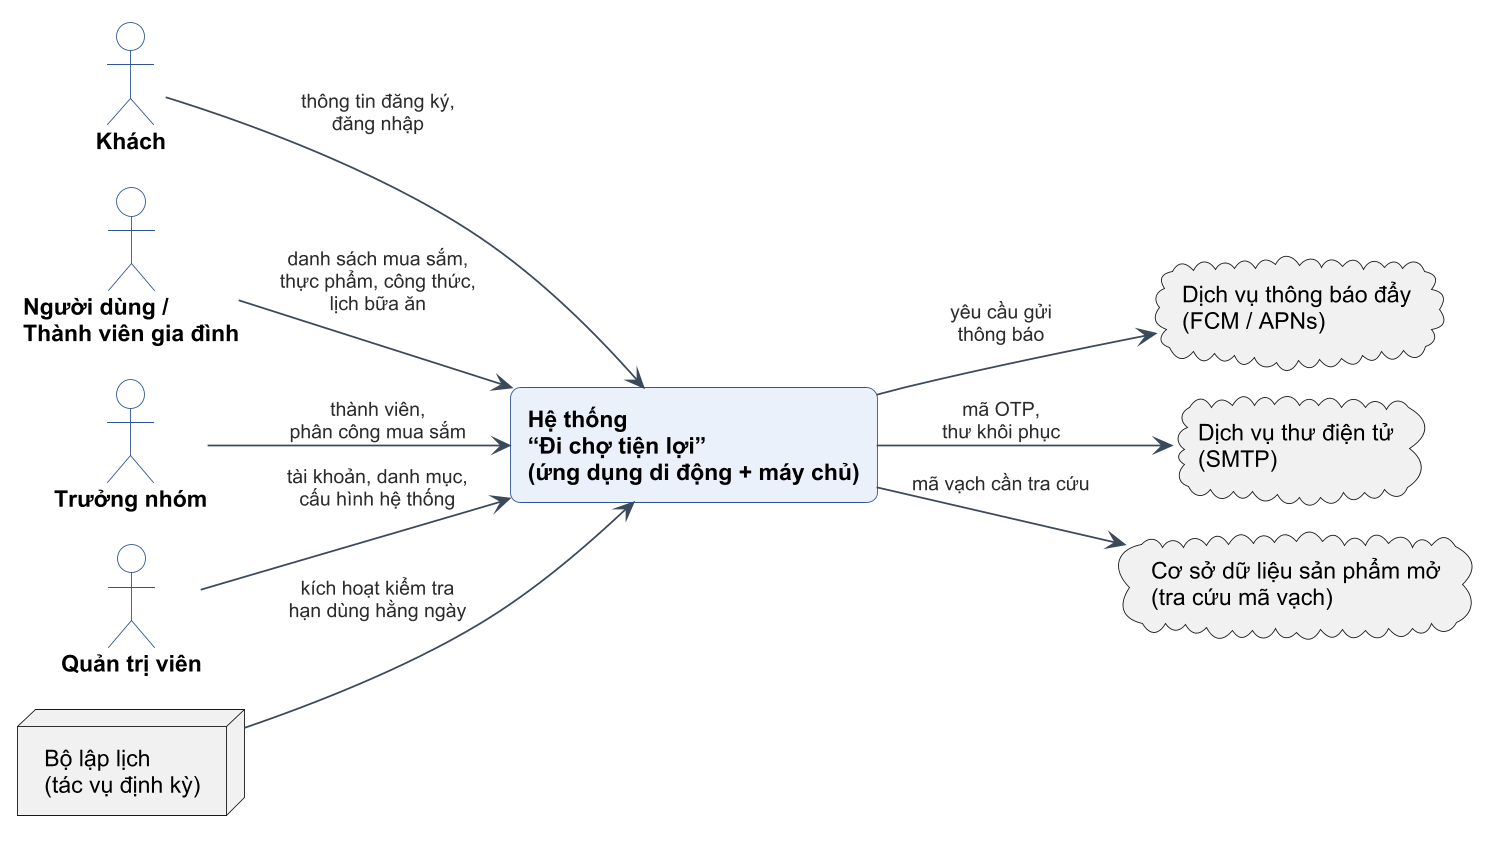 Khách
thông tin đăng ký,
đăng nhập
Người dùng /
Thành viên gia đình
danh sách mua sắm,
thực phẩm, công thức,
lịch bữa ăn
Trưởng nhóm
thành viên,
phân công mua sắm
Quản trị viên
tài khoản, danh mục,
cấu hình hệ thống
Bộ lập lịch
(tác vụ định kỳ)
kích hoạt kiểm tra
hạn dùng hằng ngày
Hệ thống
“Đi chợ tiện lợi”
(ứng dụng di động + máy chủ)
yêu cầu gửi
thông báo
Dịch vụ thông báo đẩy
(FCM / APNs)
mã OTP,
thư khôi phục
Dịch vụ thư điện tử
(SMTP)
mã vạch cần tra cứu
Cơ sở dữ liệu sản phẩm mở
(tra cứu mã vạch)